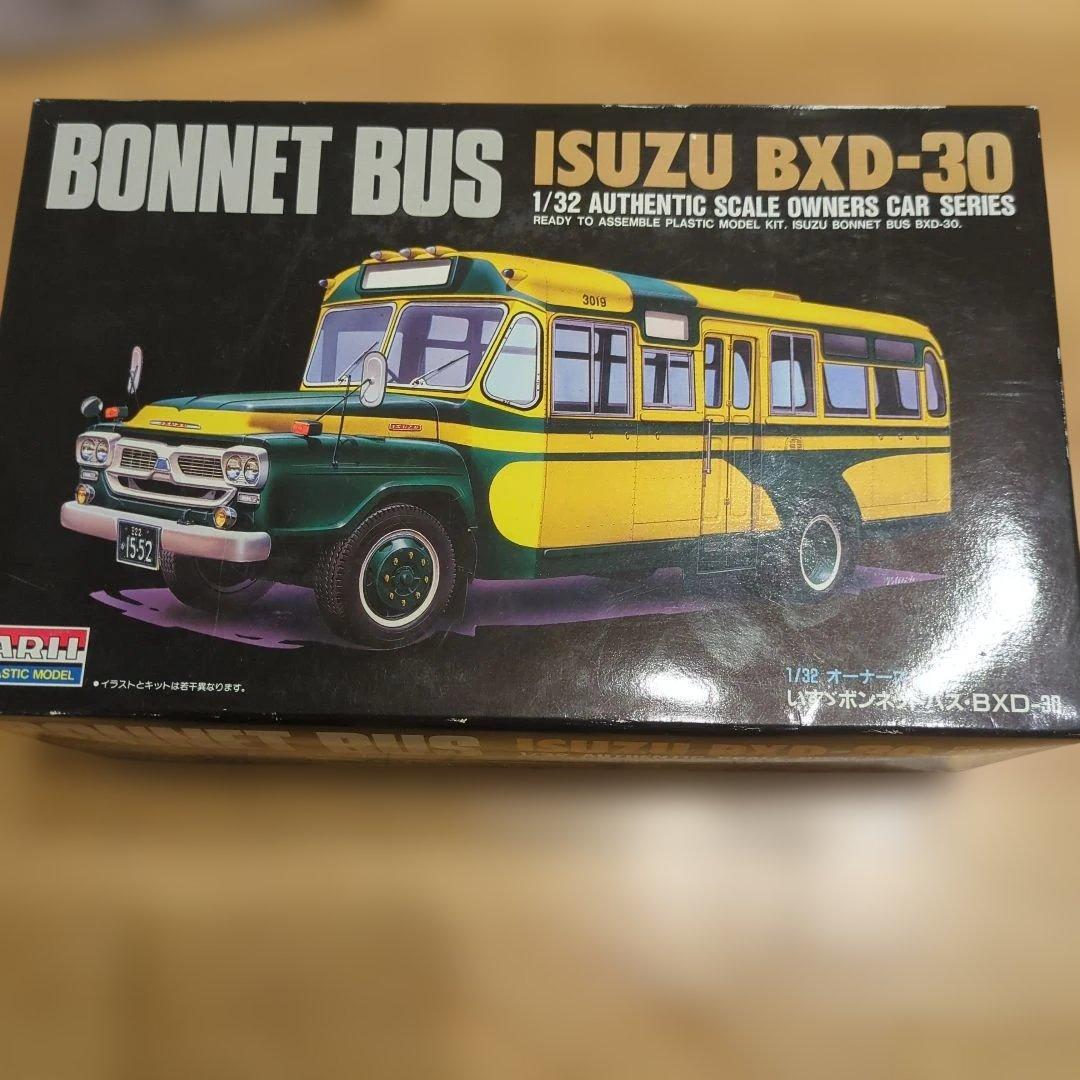 BONNET BUS
ISUZU BXD-30
1/32 AUTHENTIC SCALE OWNERS CAR SERIES
READY TO ASSEMBLE PLASTIC MODEL KIT. ISUZU BONNET BUS BXD-30.
3019
ISUZU
15-52
ARII
PLASTIC MODEL
●イラストとキットは若干異なります。
1/32 オーナーズ
いすゞボンネットバス・BXD-30
BONNET BUS ISUZU BXD-30